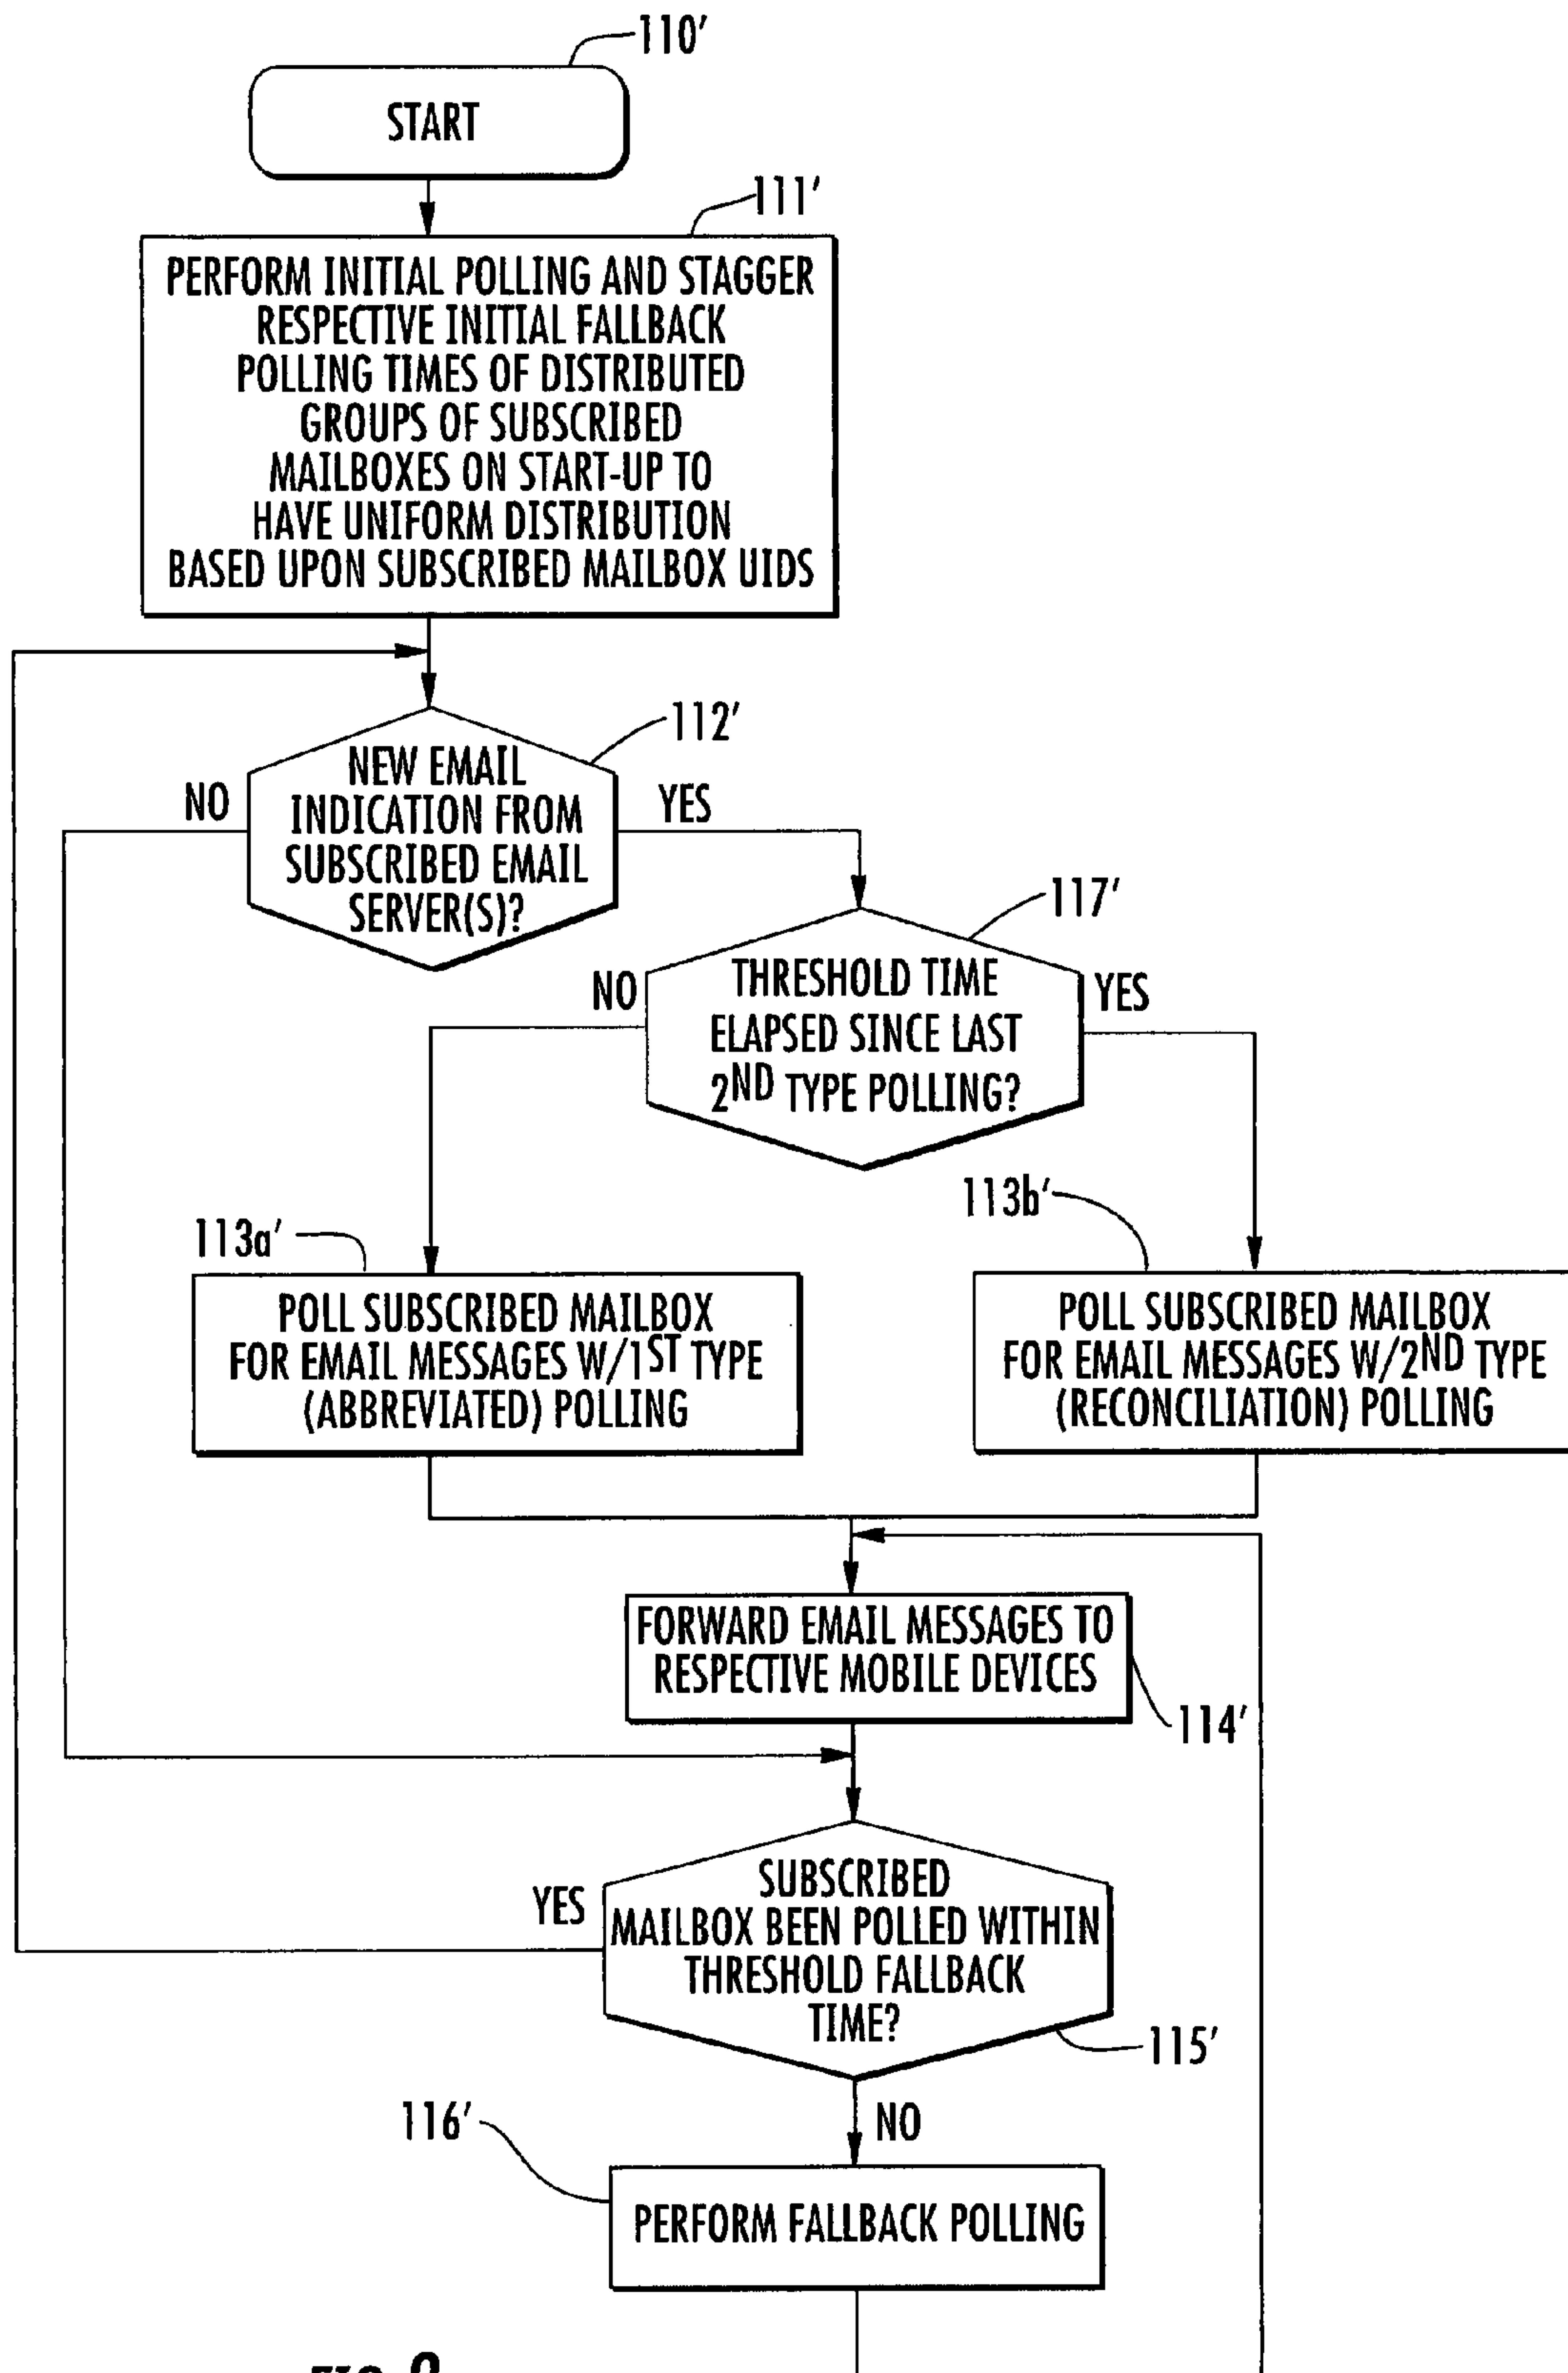 110'
START
111'
PERFORM INITIAL POLLING AND STAGGER
RESPECTIVE INITIAL FALLBACK
POLLING TIMES OF DISTRIBUTED
GROUPS OF SUBSCRIBED
MAILBOXES ON START-UP TO
HAVE UNIFORM DISTRIBUTION
BASED UPON SUBSCRIBED MAILBOX UIDS
112'
NEW EMAIL
INDICATION FROM
SUBSCRIBED EMAIL
SERVER(S)?
NO
YES
117'
THRESHOLD TIME
ELAPSED SINCE LAST
2ND TYPE POLLING?
NO
YES
113a'
POLL SUBSCRIBED MAILBOX
FOR EMAIL MESSAGES W/1ST TYPE
(ABBREVIATED) POLLING
113b'
POLL SUBSCRIBED MAILBOX
FOR EMAIL MESSAGES W/2ND TYPE
(RECONCILIATION) POLLING
FORWARD EMAIL MESSAGES TO
RESPECTIVE MOBILE DEVICES
114'
SUBSCRIBED
MAILBOX BEEN POLLED WITHIN
THRESHOLD FALLBACK
TIME?
YES
115'
NO
116'
PERFORM FALLBACK POLLING